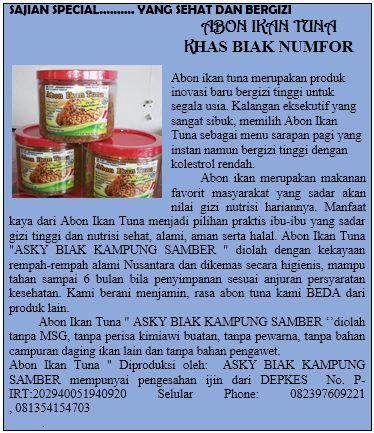 SAJIAN SPECIAL.......... YANG SEHAT DAN BERGIZI
ABON IKAN TUNA
KHAS BIAK NUMFOR
Abon Ikan Tuna
Abon Ikan Tuna
Abon ikan tuna merupakan produk
inovasi baru bergizi tinggi untuk
segala usia. Kalangan eksekutif yang
sangat sibuk, memilih Abon Ikan
Tuna sebagai menu sarapan pagi yang
instan namun bergizi tinggi dengan
kolestrol rendah.
Abon ikan merupakan makanan
favorit masyarakat yang sadar akan
nilai gizi nutrisi hariannya. Manfaat
kaya dari Abon Ikan Tuna menjadi pilihan praktis ibu-ibu yang sadar
gizi tinggi dan nutrisi sehat, alami, aman serta halal. Abon Ikan Tuna
"ASKY BIAK KAMPUNG SAMBER " diolah dengan kekayaan
rempah-rempah alami Nusantara dan dikemas secara higienis, mampu
tahan sampai 6 bulan bila penyimpanan sesuai anjuran persyaratan
kesehatan. Kami berani menjamin, rasa abon tuna kami BEDA dari
produk lain.
Abon Ikan Tuna " ASKY BIAK KAMPUNG SAMBER ‘’diolah
tanpa MSG, tanpa perisa kimiawi buatan, tanpa pewarna, tanpa bahan
campuran daging ikan lain dan tanpa bahan pengawet.
Abon Ikan Tuna " Diproduksi oleh: ASKY BIAK KAMPUNG
SAMBER mempunyai pengesahan ijin dari DEPKES No. P-
IRT:202940051940920 Selular Phone: 082397609221
, 081354154703
.